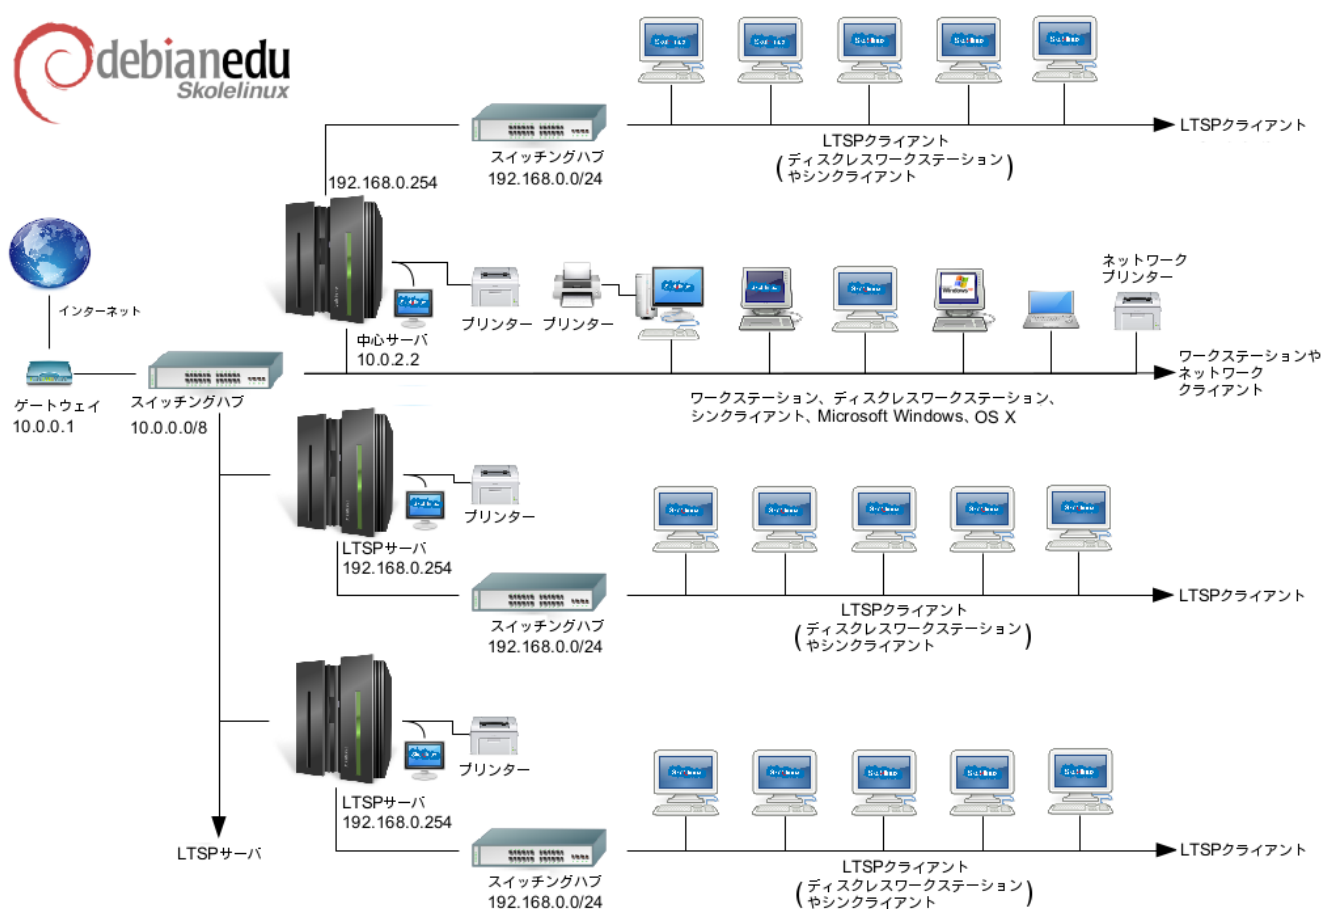 debianedu
Skolelinux
スイッチングハブ
192.168.0.0/24
LTSPクライアント
(ディスクレスワークステーション
やシンクライアント)
LTSPクライアント
192.168.0.254
インターネット
中心サーバ
10.0.2.2
プリンター
プリンター
ネットワーク
プリンター
Windows
ゲートウェイ
10.0.0.1
スイッチングハブ
10.0.0.0/8
ワークステーション、ディスクレスワークステーション、
シンクライアント、Microsoft Windows、OS X
ワークステーションや
ネットワーク
クライアント
プリンター
LTSPサーバ
192.168.0.254
スイッチングハブ
192.168.0.0/24
LTSPクライアント
(ディスクレスワークステーション
やシンクライアント)
LTSPクライアント
プリンター
LTSPサーバ
192.168.0.254
LTSPサーバ
スイッチングハブ
192.168.0.0/24
LTSPクライアント
(ディスクレスワークステーション
やシンクライアント)
LTSPクライアント